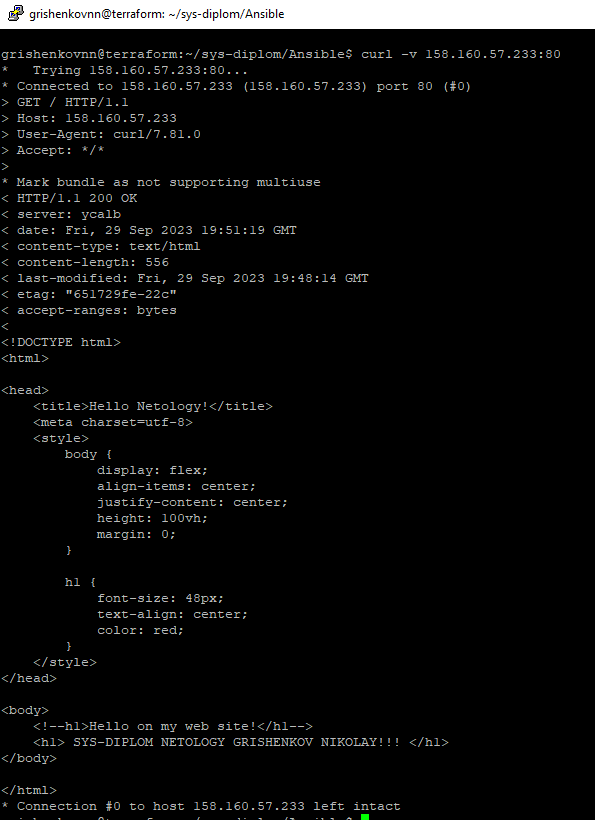 grishenkovnn@terraform: ~/sys-diplom/Ansible
grishenkovnn@terraform:~/sys-diplom/Ansible$ curl -v 158.160.57.233:80
*   Trying 158.160.57.233:80...
* Connected to 158.160.57.233 (158.160.57.233) port 80 (#0)
> GET / HTTP/1.1
> Host: 158.160.57.233
> User-Agent: curl/7.81.0
> Accept: */*
>
* Mark bundle as not supporting multiuse
< HTTP/1.1 200 OK
< server: ycalb
< date: Fri, 29 Sep 2023 19:51:19 GMT
< content-type: text/html
< content-length: 556
< last-modified: Fri, 29 Sep 2023 19:48:14 GMT
< etag: "651729fe-22c"
< accept-ranges: bytes
<
<!DOCTYPE html>
<html>

<head>
    <title>Hello Netology!</title>
    <meta charset=utf-8>
    <style>
        body {
            display: flex;
            align-items: center;
            justify-content: center;
            height: 100vh;
            margin: 0;
        }

        h1 {
            font-size: 48px;
            text-align: center;
            color: red;
        }
    </style>
</head>

<body>
    <!--h1>Hello on my web site!</h1-->
    <h1> SYS-DIPLOM NETOLOGY GRISHENKOV NIKOLAY!!! </h1>
</body>

</html>
* Connection #0 to host 158.160.57.233 left intact